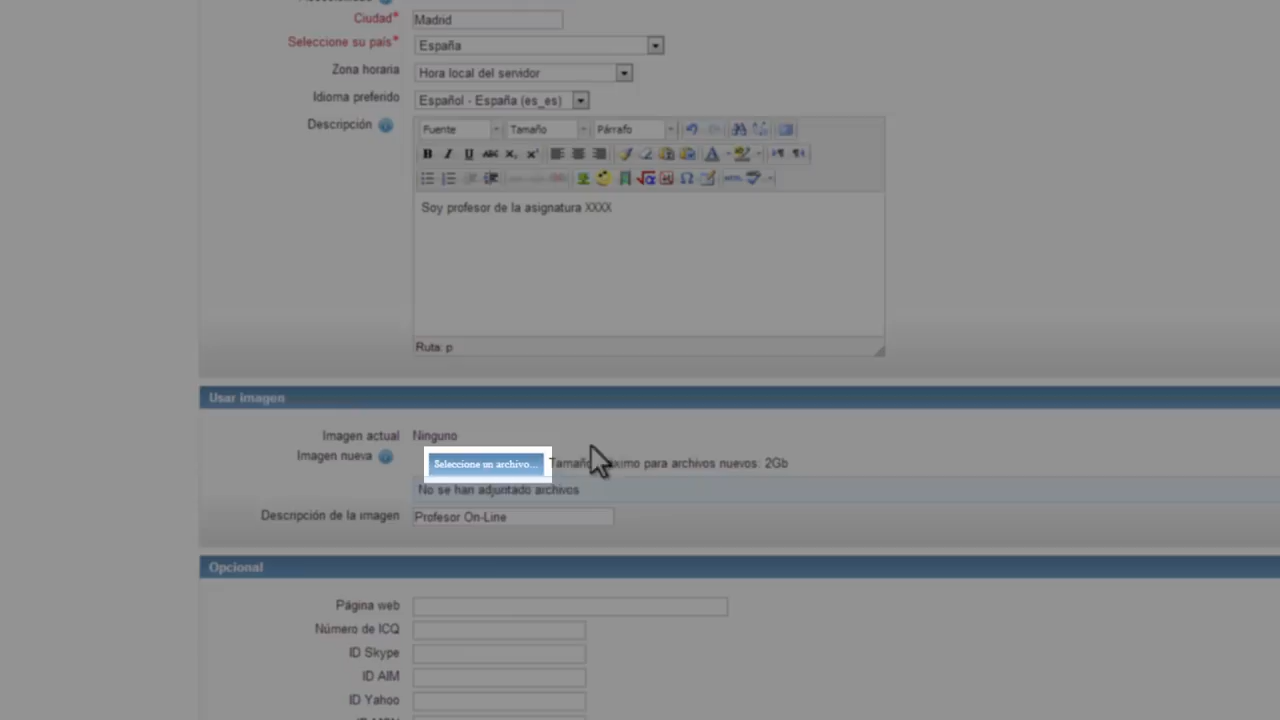 Ciudad*
Madrid
Seleccione su país*
España
Zona horaria
Hora local del servidor
Idioma preferido
Español - España (es_es)
Descripción
Fuente Tamaño Párrafo
B I U ABC
HTML
Soy profesor de la asignatura XXXX
Ruta: p
Usar imagen
Imagen actual
Ninguno
Imagen nueva
Seleccione un archivo...
para archivos nuevos: 2Gb
No se han adjuntado archivos
Descripción de la imagen
Profesor On-Line
Opcional
Página web
Número de ICQ
ID Skype
ID AIM
ID Yahoo